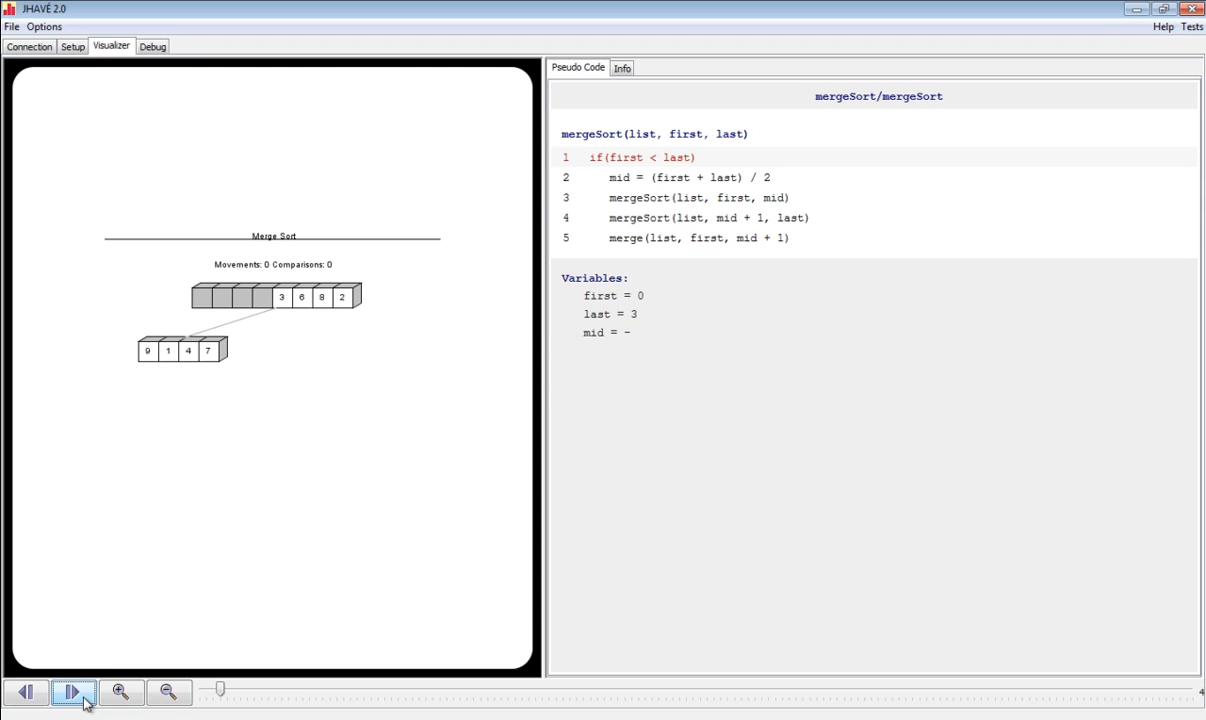 JHAVÉ 2.0
File Options Help Tests
Connection Setup Visualizer Debug
Pseudo Code Info
mergeSort/mergeSort
mergeSort(list, first, last)
1 if(first < last)
2 mid = (first + last) / 2
3 mergeSort(list, first, mid)
4 mergeSort(list, mid + 1, last)
5 merge(list, first, mid + 1)
Variables:
first = 0
last = 3
mid = -
Merge Sort
Movements: 0 Comparisons: 0
3 6 8 2
9 1 4 7
4